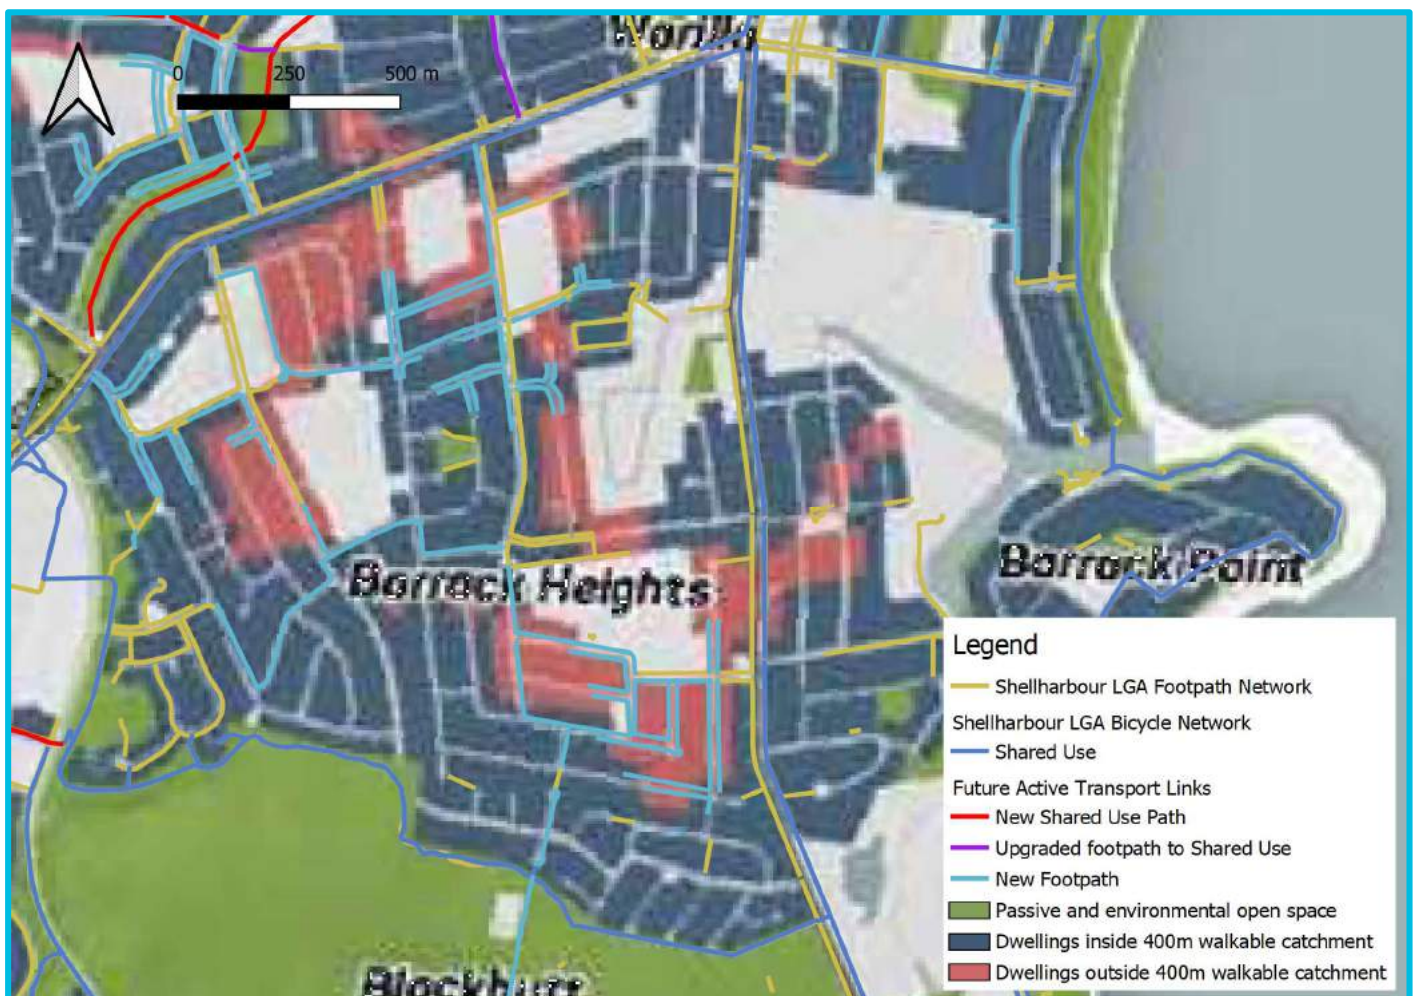 Warilla
0 250 500 m
Barrack Heights
Barrack Point
Legend
Shellharbour LGA Footpath Network
Shellharbour LGA Bicycle Network
Shared Use
Future Active Transport Links
New Shared Use Path
Upgraded footpath to Shared Use
New Footpath
Passive and environmental open space
Dwellings inside 400m walkable catchment
Dwellings outside 400m walkable catchment